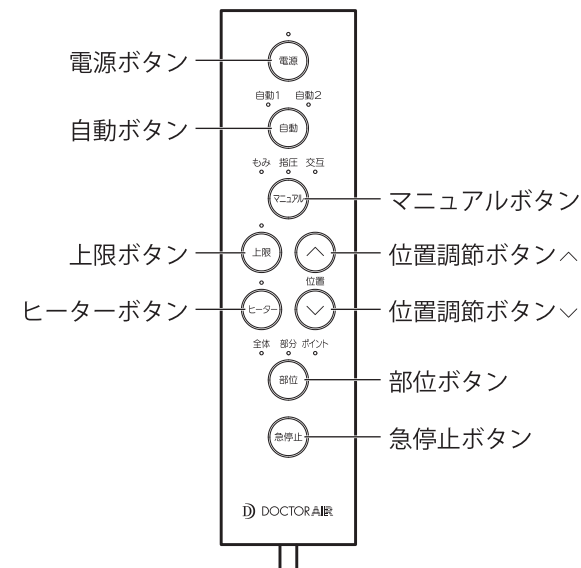 電源ボタン
電源
自動1 自動2
自動ボタン
自動
もみ 指圧 交互
マニュアル
マニュアルボタン
上限ボタン
上限
位置調節ボタン︿
位置
ヒーターボタン
ヒーター
位置調節ボタン﹀
全体 部分 ポイント
部位
部位ボタン
急停止
急停止ボタン
DOCTORAIR